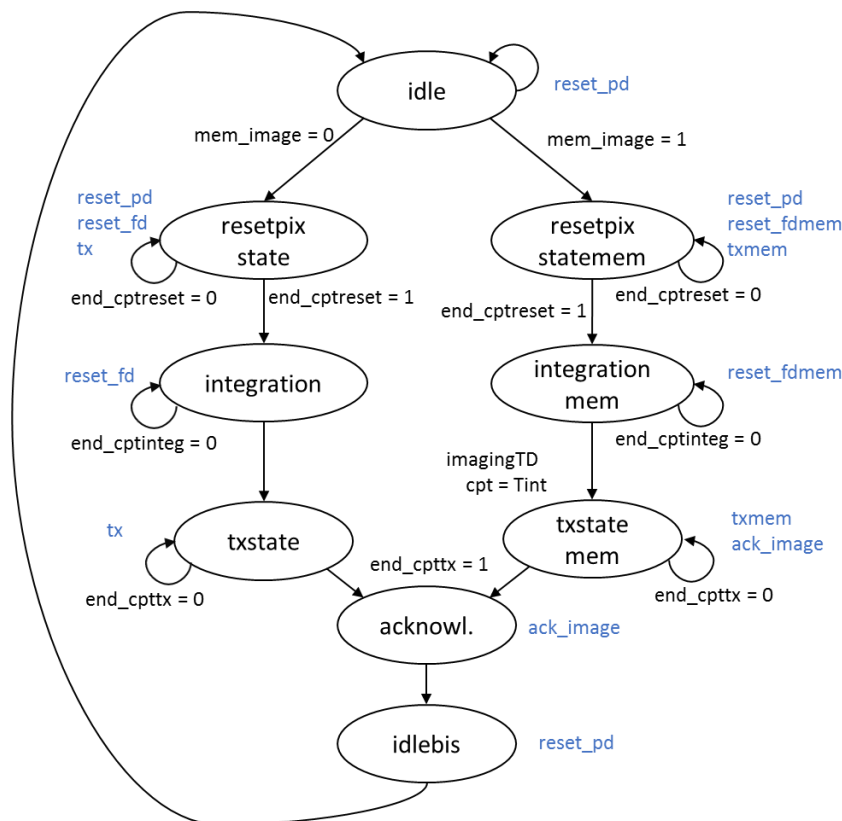 idle
reset_pd
mem_image = 0
mem_image = 1
reset_pd
reset_fd
tx
resetpix
state
resetpix
statemem
reset_pd
reset_fdmem
txmem
end_cptreset = 0
end_cptreset = 1
end_cptreset = 1
end_cptreset = 0
reset_fd
integration
integration
mem
reset_fdmem
end_cptinteg = 0
end_cptinteg = 0
imagingTD
cpt = Tint
tx
txstate
txstate
mem
txmem
ack_image
end_cpttx = 0
end_cpttx = 1
end_cpttx = 0
acknowl.
ack_image
idlebis
reset_pd